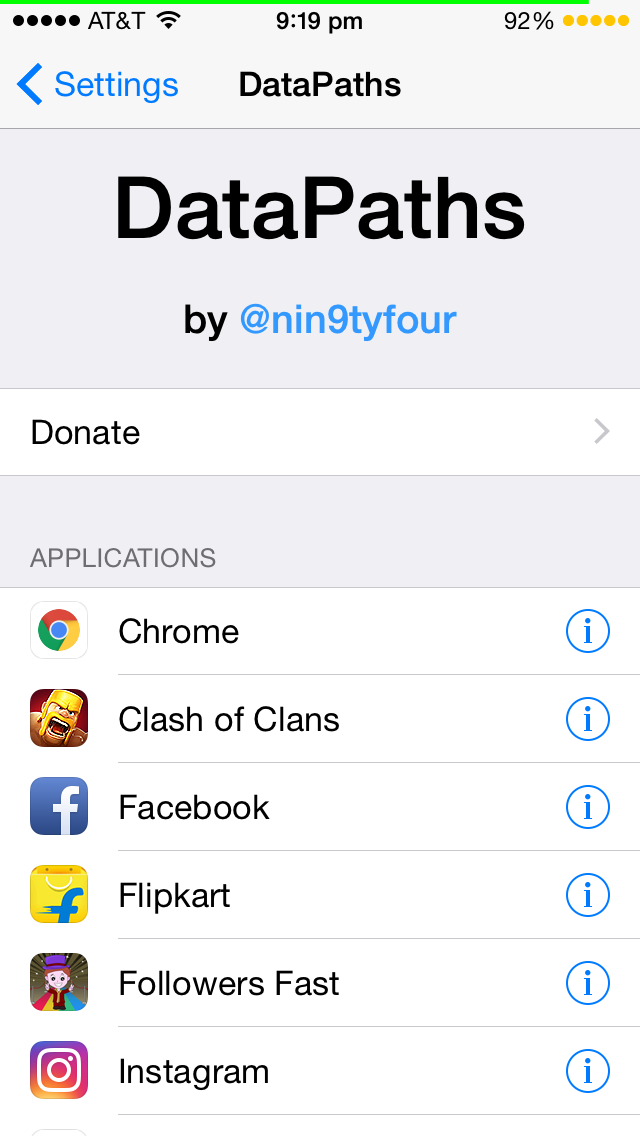 ●●●●● AT&T 9:19 pm 92%
Settings DataPaths
DataPaths
by @nin9tyfour
Donate
APPLICATIONS
Chrome
Clash of Clans
Facebook
Flipkart
Followers Fast
Instagram